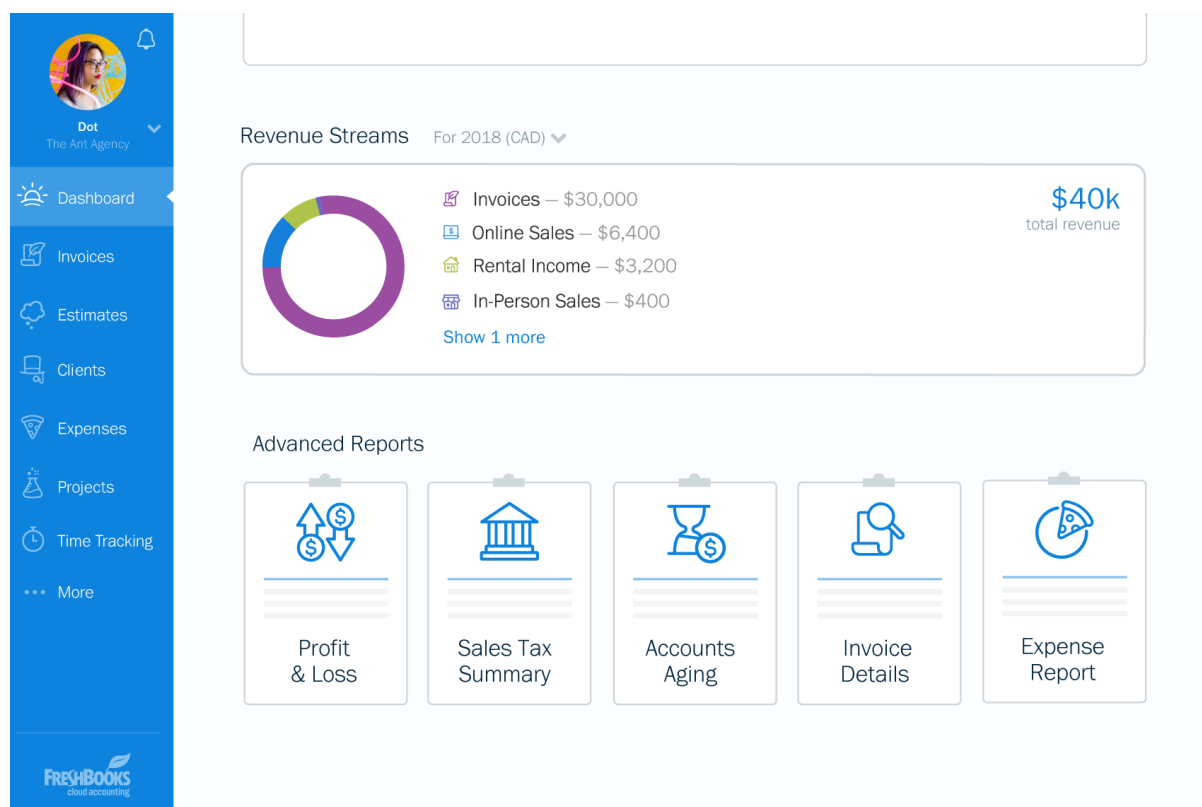 Dot
The Ant Agency
Dashboard
Invoices
Estimates
Clients
Expenses
Projects
Time Tracking
More
FRESHBOOKS
cloud accounting
Revenue Streams For 2018 (CAD)
Invoices — $30,000
Online Sales — $6,400
Rental Income — $3,200
In-Person Sales — $400
Show 1 more
$40k
total revenue
Advanced Reports
Profit
& Loss
Sales Tax
Summary
Accounts
Aging
Invoice
Details
Expense
Report